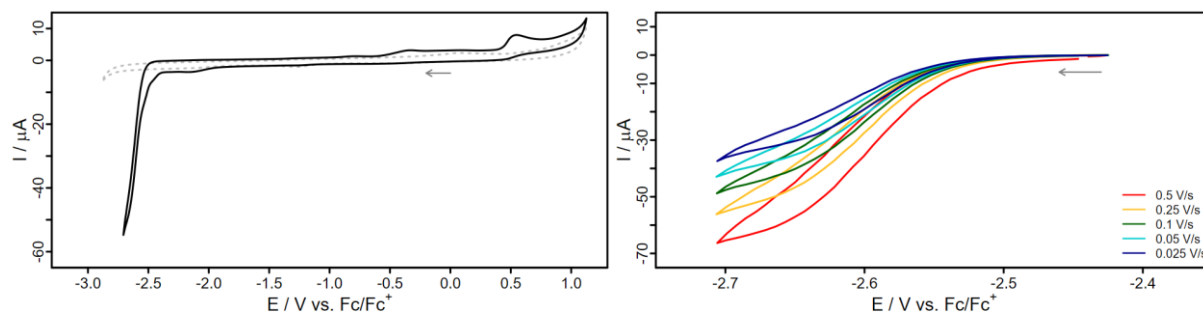 10
0
-20
-40
-60
I / µA
-3.0 -2.5 -2.0 -1.5 -1.0 -0.5 0.0 0.5 1.0
E / V vs. Fc/Fc⁺
10
-10
-30
-50
-70
I / µA
-2.7 -2.6 -2.5 -2.4
E / V vs. Fc/Fc⁺
0.5 V/s
0.25 V/s
0.1 V/s
0.05 V/s
0.025 V/s